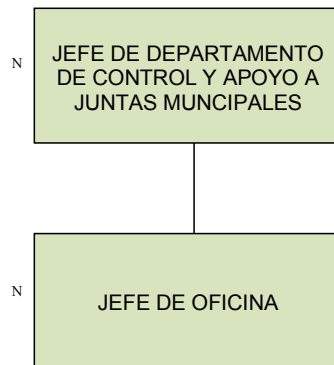 N
JEFE DE DEPARTAMENTO
DE CONTROL Y APOYO A
JUNTAS MUNCIPALES
N
JEFE DE OFICINA